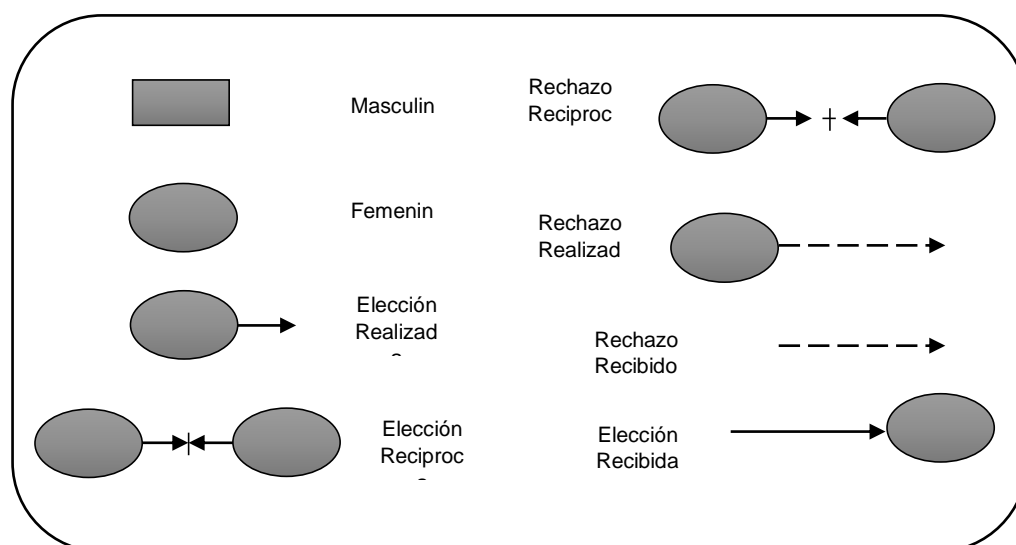 Masculin
Femenin
Elección
Realizad
Elección
Reciproc
Rechazo
Reciproc
Rechazo
Realizad
Rechazo
Recibido
Elección
Recibida